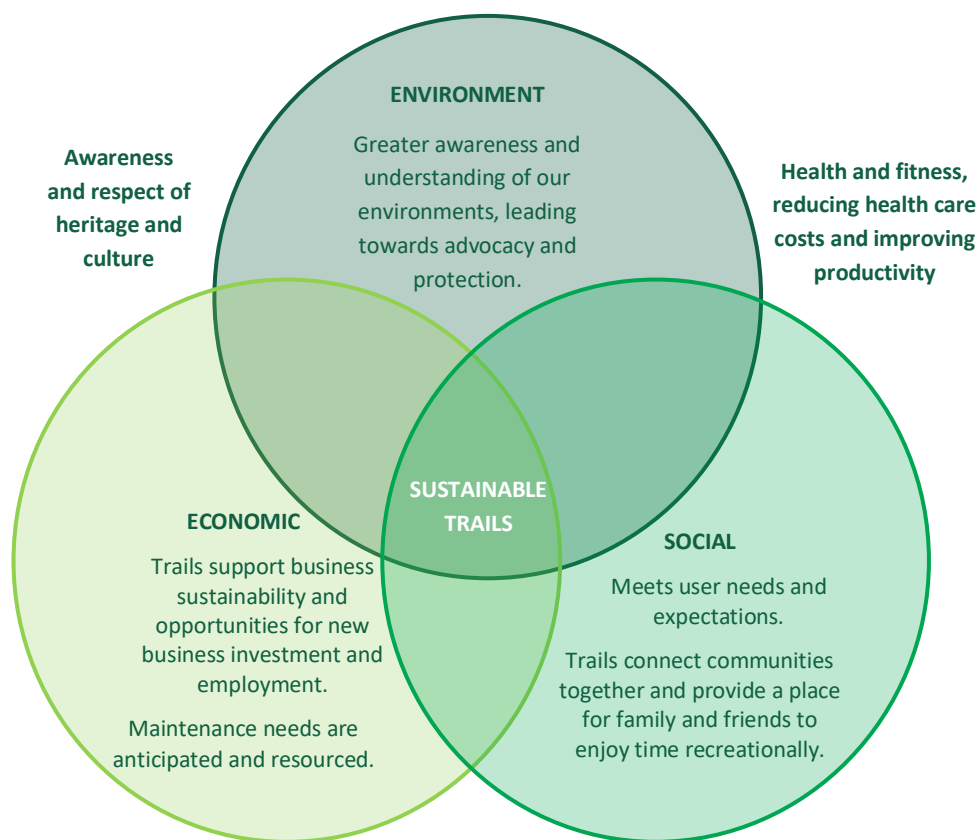 ENVIRONMENT
Greater awareness and
understanding of our
environments, leading
towards advocacy and
protection.
Awareness
and respect of
heritage and
culture
Health and fitness,
reducing health care
costs and improving
productivity
SUSTAINABLE
TRAILS
ECONOMIC
Trails support business
sustainability and
opportunities for new
business investment and
employment.
Maintenance needs are
anticipated and resourced.
SOCIAL
Meets user needs and
expectations.
Trails connect communities
together and provide a place
for family and friends to
enjoy time recreationally.